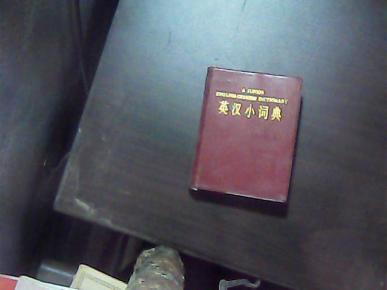 A JUNIOR
ENGLISH-CHINESE DICTIONARY
英汉小词典